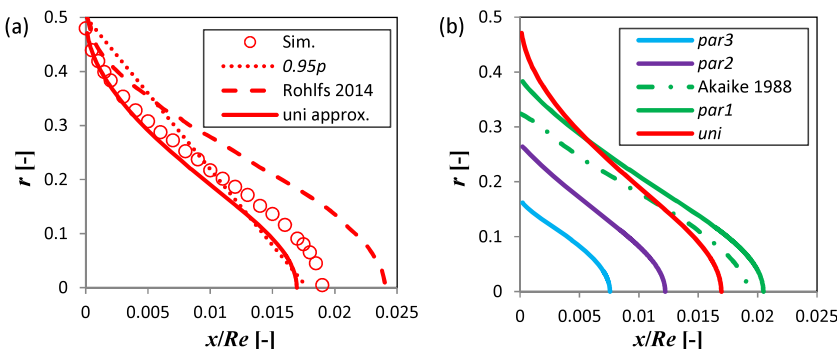 (a)
r [-]
0.5
0.4
0.3
0.2
0.1
0
Sim.
0.95p
Rohlfs 2014
uni approx.
0
0.005
0.01
0.015
0.02
0.025
x/Re [-]
(b)
r [-]
0.5
0.4
0.3
0.2
0.1
0
par3
par2
Akaike 1988
par1
uni
0
0.005
0.01
0.015
0.02
0.025
x/Re [-]